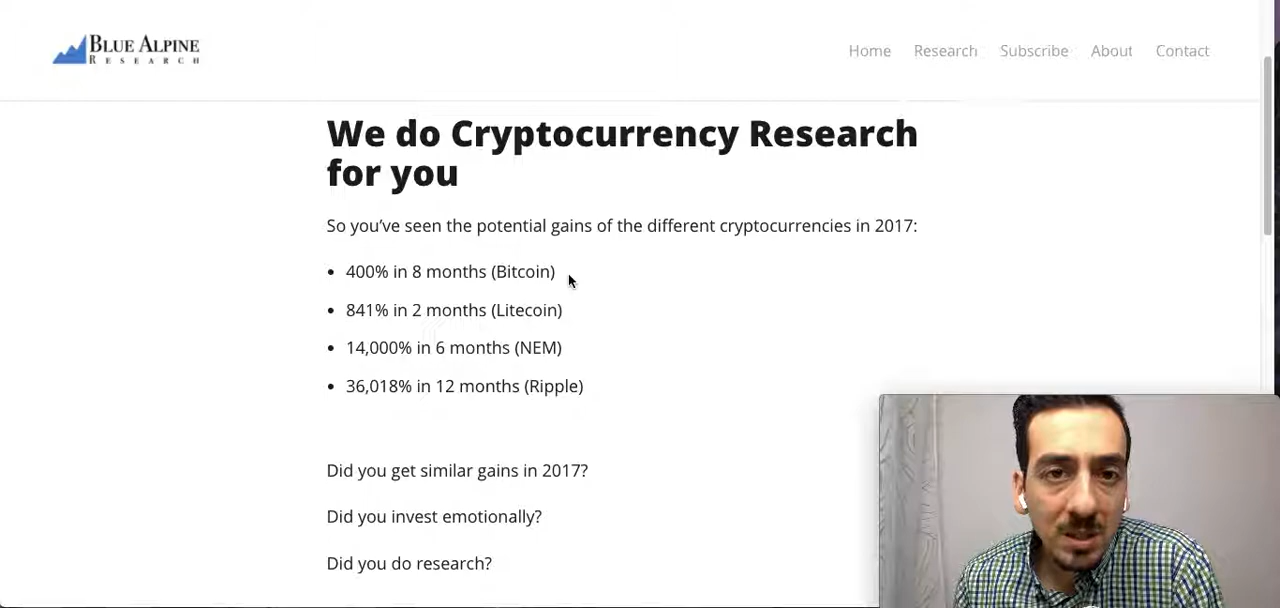 BLUE ALPINE
RESEARCH
Home Research Subscribe About Contact
We do Cryptocurrency Research
for you
So you’ve seen the potential gains of the different cryptocurrencies in 2017:
• 400% in 8 months (Bitcoin)
• 841% in 2 months (Litecoin)
• 14,000% in 6 months (NEM)
• 36,018% in 12 months (Ripple)
Did you get similar gains in 2017?
Did you invest emotionally?
Did you do research?